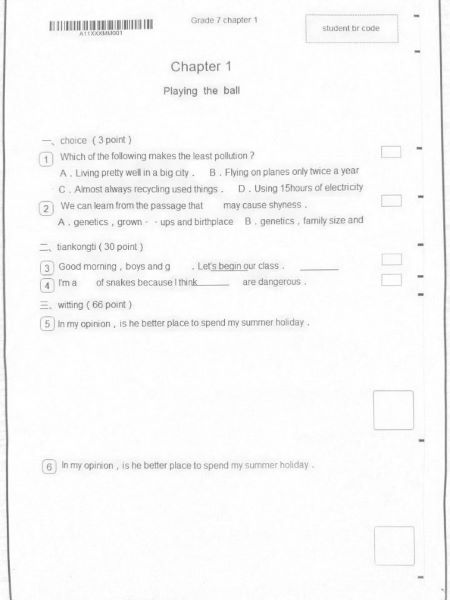 Grade 7 chapter 1
A11XXXMM001
student br code
Chapter 1
Playing the ball
一、choice ( 3 point )
1 Which of the following makes the least pollution ?
A . Living pretty well in a big city . B . Flying on planes only twice a year
C . Almost always recycling used things . D . Using 15hours of electricity
2 We can learn from the passage that may cause shyness .
A . genetics , grown - - ups and birthplace B . genetics , family size and
二、tiankongti ( 30 point )
3 Good morning , boys and g . Let's begin our class . ______
4 I'm a of snakes because I think______ are dangerous .
三、witting ( 66 point )
5 In my opinion , is he better place to spend my summer holiday .
6 In my opinion , is he better place to spend my summer holiday .